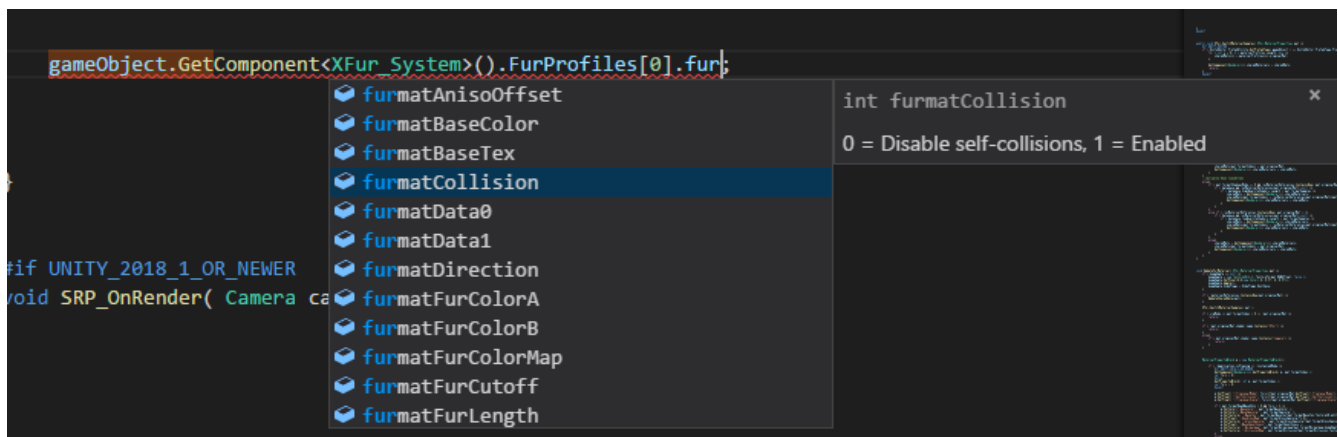 gameObject.GetComponent<XFur_System>().FurProfiles[0].fur;
furmatAnisoOffset
furmatBaseColor
furmatBaseTex
furmatCollision
furmatData0
furmatData1
furmatDirection
furmatFurColorA
furmatFurColorB
furmatFurColorMap
furmatFurCutoff
furmatFurLength
int furmatCollision ×
0 = Disable self-collisions, 1 = Enabled
}
#if UNITY_2018_1_OR_NEWER
void SRP_OnRender( Camera ca